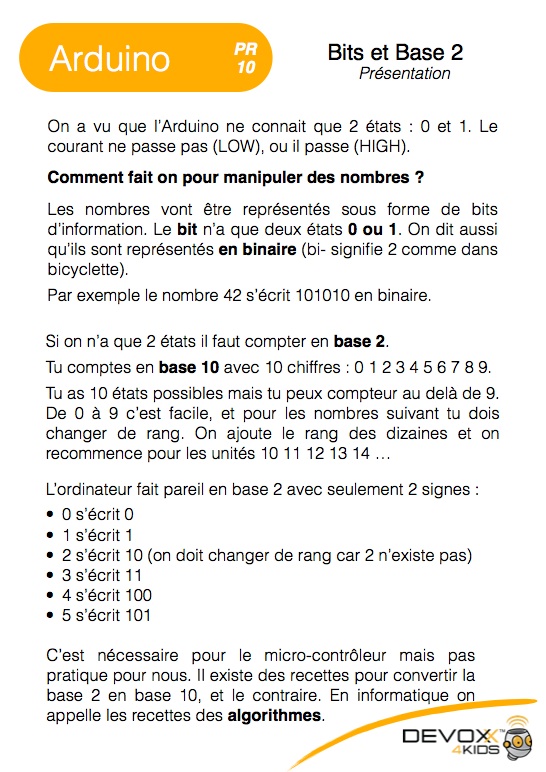 Arduino
PR
10
Bits et Base 2
Présentation
On a vu que l'Arduino ne connait que 2 états : 0 et 1. Le
courant ne passe pas (LOW), ou il passe (HIGH).
Comment fait on pour manipuler des nombres ?
Les nombres vont être représentés sous forme de bits
d'information. Le bit n'a que deux états 0 ou 1. On dit aussi
qu'ils sont représentés en binaire (bi- signifie 2 comme dans
bicyclette).
Par exemple le nombre 42 s'écrit 101010 en binaire.
Si on n'a que 2 états il faut compter en base 2.
Tu comptes en base 10 avec 10 chiffres : 0 1 2 3 4 5 6 7 8 9.
Tu as 10 états possibles mais tu peux compteur au delà de 9.
De 0 à 9 c'est facile, et pour les nombres suivant tu dois
changer de rang. On ajoute le rang des dizaines et on
recommence pour les unités 10 11 12 13 14 …
L'ordinateur fait pareil en base 2 avec seulement 2 signes :
• 0 s'écrit 0
• 1 s'écrit 1
• 2 s'écrit 10 (on doit changer de rang car 2 n'existe pas)
• 3 s'écrit 11
• 4 s'écrit 100
• 5 s'écrit 101
C'est nécessaire pour le micro-contrôleur mais pas
pratique pour nous. Il existe des recettes pour convertir la
base 2 en base 10, et le contraire. En informatique on
appelle les recettes des algorithmes.
DEVOXX™
4KIDS